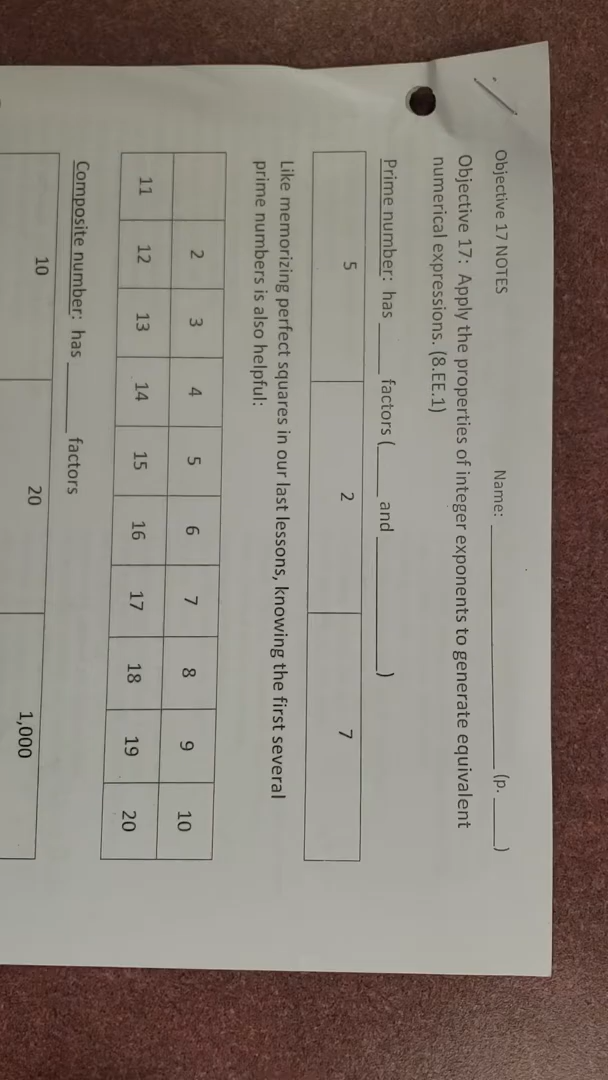 Objective 17 NOTES Name: ____________________ (p. ____)
Objective 17: Apply the properties of integer exponents to generate equivalent
numerical expressions. (8.EE.1)
Prime number: has ____ factors (____ and __________)
5 2 7
Like memorizing perfect squares in our last lessons, knowing the first several
prime numbers is also helpful:
2 3 4 5 6 7 8 9 10
11 12 13 14 15 16 17 18 19 20
Composite number: has ______ factors
10 20 1,000